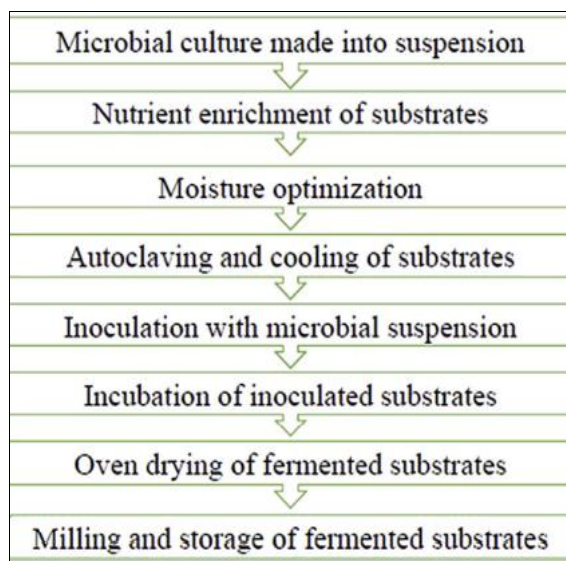 Microbial culture made into suspension
Nutrient enrichment of substrates
Moisture optimization
Autoclaving and cooling of substrates
Inoculation with microbial suspension
Incubation of inoculated substrates
Oven drying of fermented substrates
Milling and storage of fermented substrates